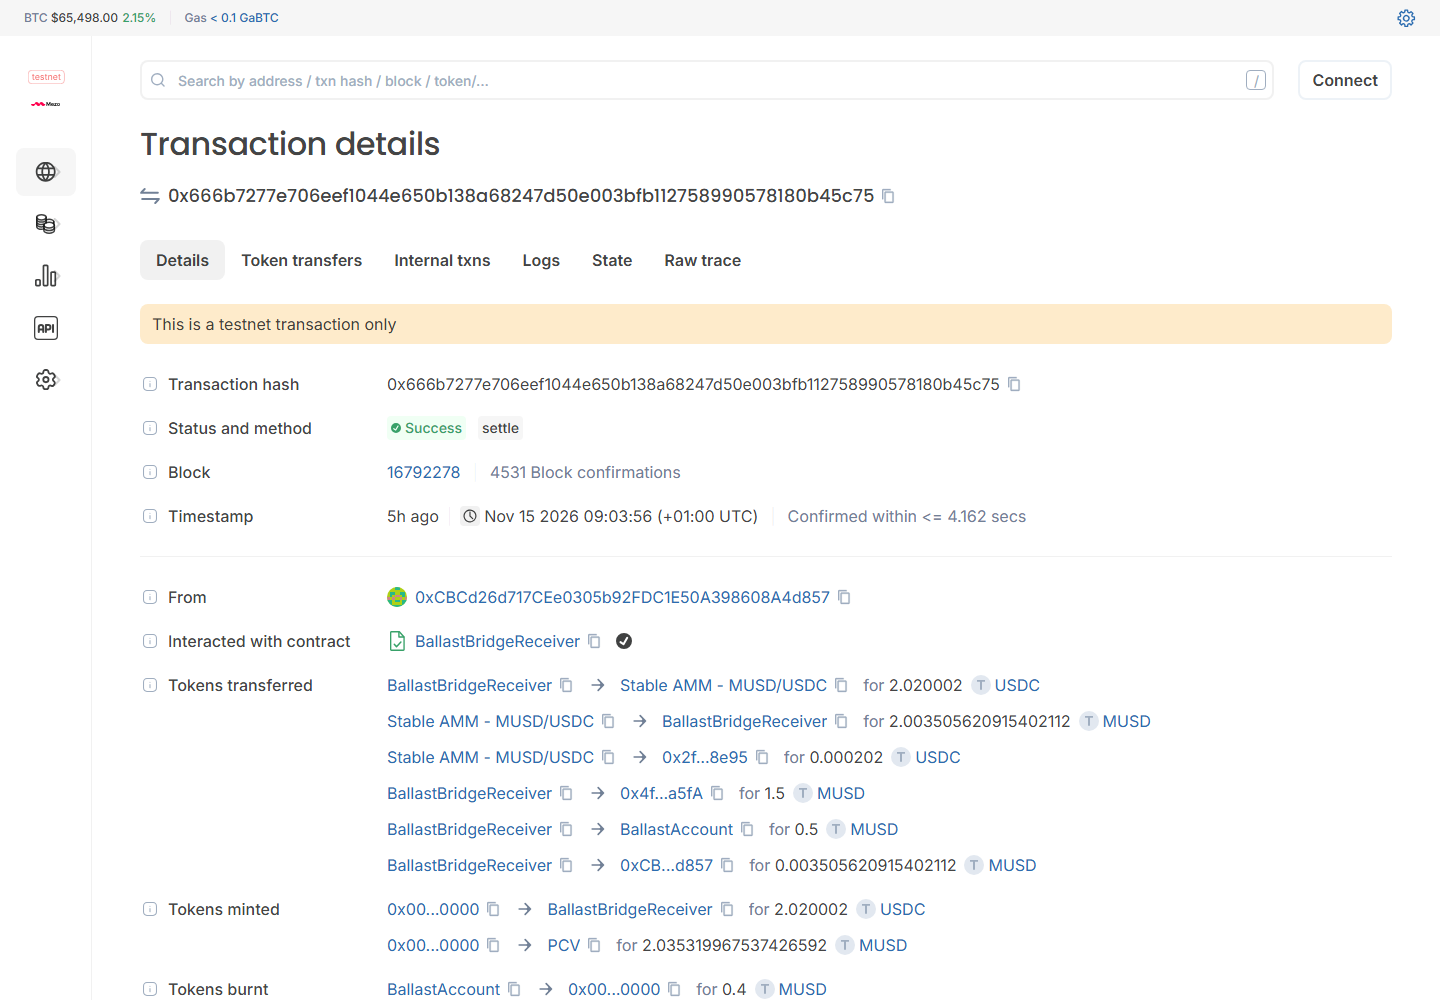 BTC $65,498.00 2.15% Gas < 0.1 GaBTC
testnet
Mezo
Search by address / txn hash / block / token/... /
Connect
Transaction details
0x666b7277e706eef1044e650b138a68247d50e003bfb112758990578180b45c75
Details Token transfers Internal txns Logs State Raw trace
This is a testnet transaction only
Transaction hash 0x666b7277e706eef1044e650b138a68247d50e003bfb112758990578180b45c75
Status and method Success settle
Block 16792278 4531 Block confirmations
Timestamp 5h ago Nov 15 2026 09:03:56 (+01:00 UTC) Confirmed within <= 4.162 secs
From 0xCBCd26d717CEe0305b92FDC1E50A398608A4d857
Interacted with contract BallastBridgeReceiver
Tokens transferred BallastBridgeReceiver → Stable AMM - MUSD/USDC for 2.020002 T USDC
Stable AMM - MUSD/USDC → BallastBridgeReceiver for 2.003505620915402112 T MUSD
Stable AMM - MUSD/USDC → 0x2f...8e95 for 0.000202 T USDC
BallastBridgeReceiver → 0x4f...a5fA for 1.5 T MUSD
BallastBridgeReceiver → BallastAccount for 0.5 T MUSD
BallastBridgeReceiver → 0xCB...d857 for 0.003505620915402112 T MUSD
Tokens minted 0x00...0000 → BallastBridgeReceiver for 2.020002 T USDC
0x00...0000 → PCV for 2.035319967537426592 T MUSD
Tokens burnt BallastAccount → 0x00...0000 for 0.4 T MUSD
API